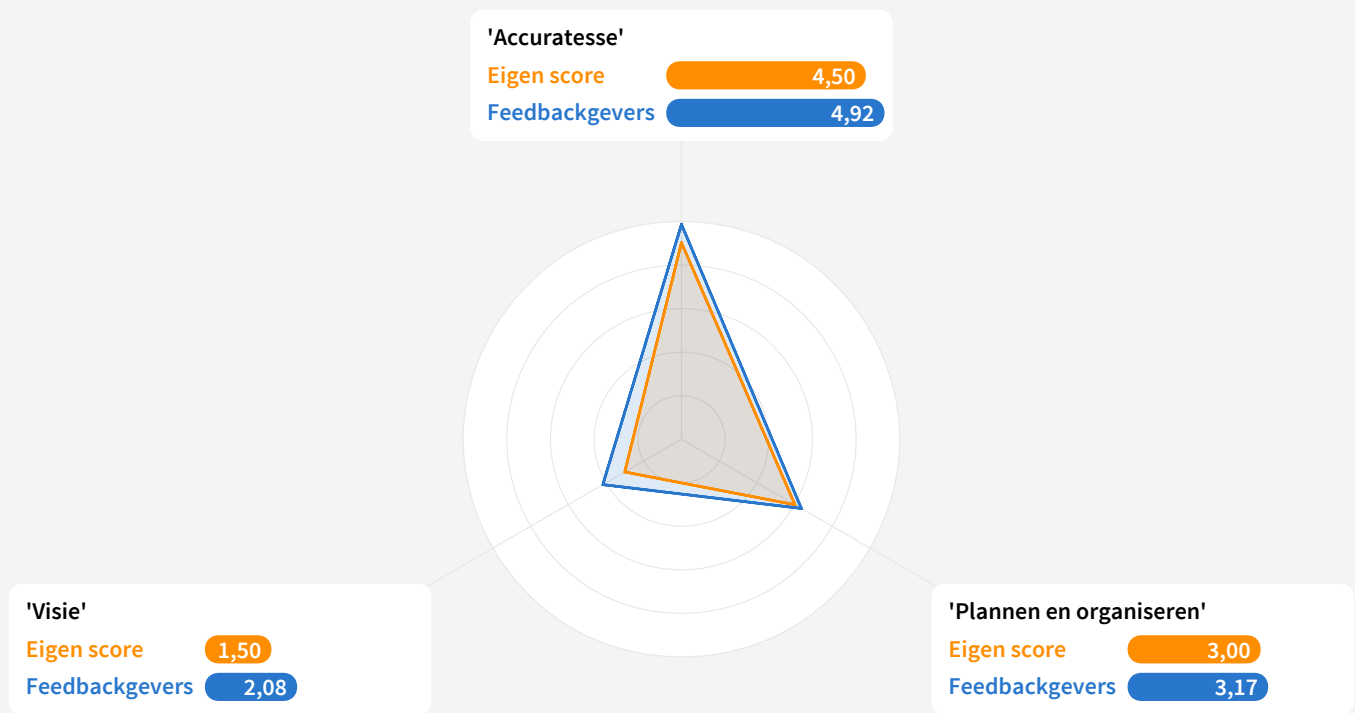 'Accuratesse'
Eigen score 4,50
Feedbackgevers 4,92
'Visie'
Eigen score 1,50
Feedbackgevers 2,08
'Plannen en organiseren'
Eigen score 3,00
Feedbackgevers 3,17